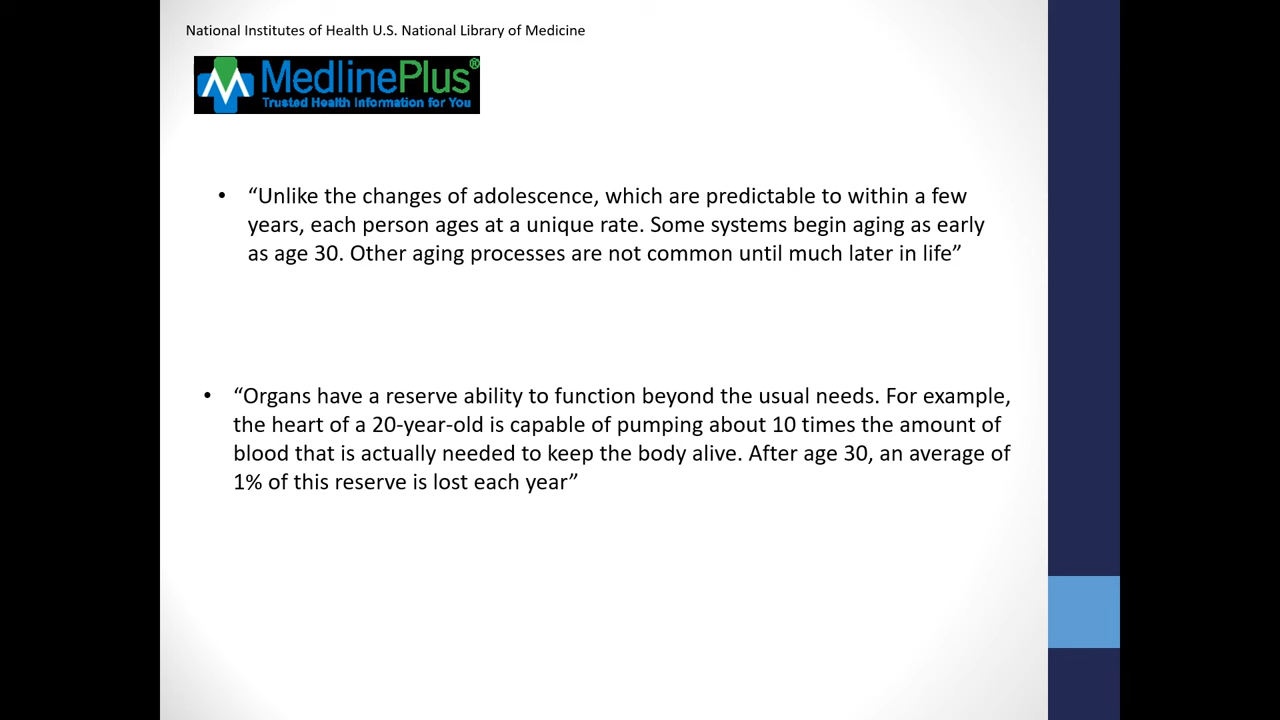 National Institutes of Health U.S. National Library of Medicine
MedlinePlus®
Trusted Health Information for You
• “Unlike the changes of adolescence, which are predictable to within a few
years, each person ages at a unique rate. Some systems begin aging as early
as age 30. Other aging processes are not common until much later in life”
• “Organs have a reserve ability to function beyond the usual needs. For example,
the heart of a 20-year-old is capable of pumping about 10 times the amount of
blood that is actually needed to keep the body alive. After age 30, an average of
1% of this reserve is lost each year”